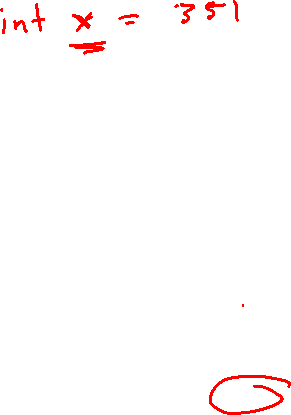 int x = 351